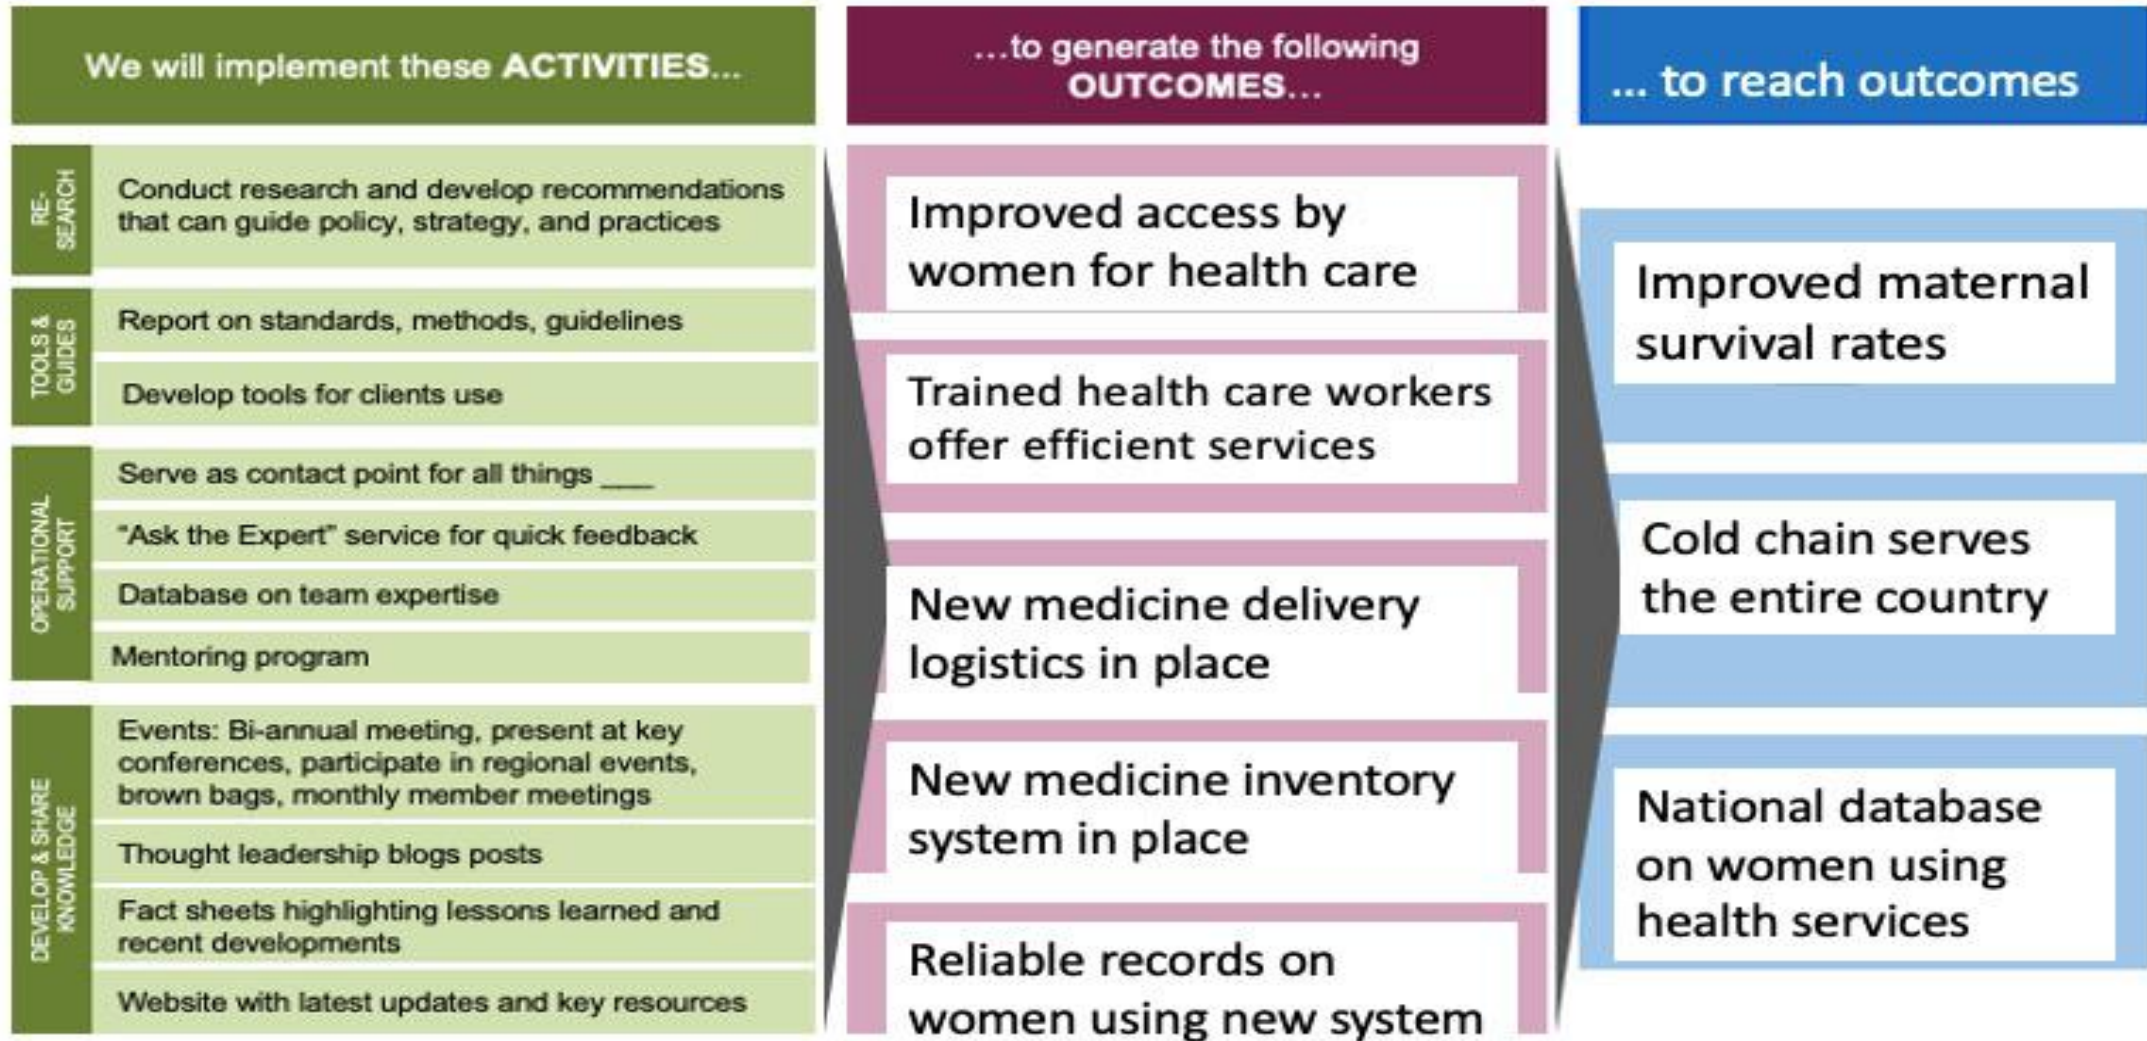 We will implement these ACTIVITIES...
...to generate the following
OUTCOMES...
... to reach outcomes
RE-
SEARCH
Conduct research and develop recommendations
that can guide policy, strategy, and practices
TOOLS &
GUIDES
Report on standards, methods, guidelines
Develop tools for clients use
OPERATIONAL
SUPPORT
Serve as contact point for all things ___
“Ask the Expert” service for quick feedback
Database on team expertise
Mentoring program
DEVELOP & SHARE
KNOWLEDGE
Events: Bi-annual meeting, present at key
conferences, participate in regional events,
brown bags, monthly member meetings
Thought leadership blogs posts
Fact sheets highlighting lessons learned and
recent developments
Website with latest updates and key resources
Improved access by
women for health care
Trained health care workers
offer efficient services
New medicine delivery
logistics in place
New medicine inventory
system in place
Reliable records on
women using new system
Improved maternal
survival rates
Cold chain serves
the entire country
National database
on women using
health services